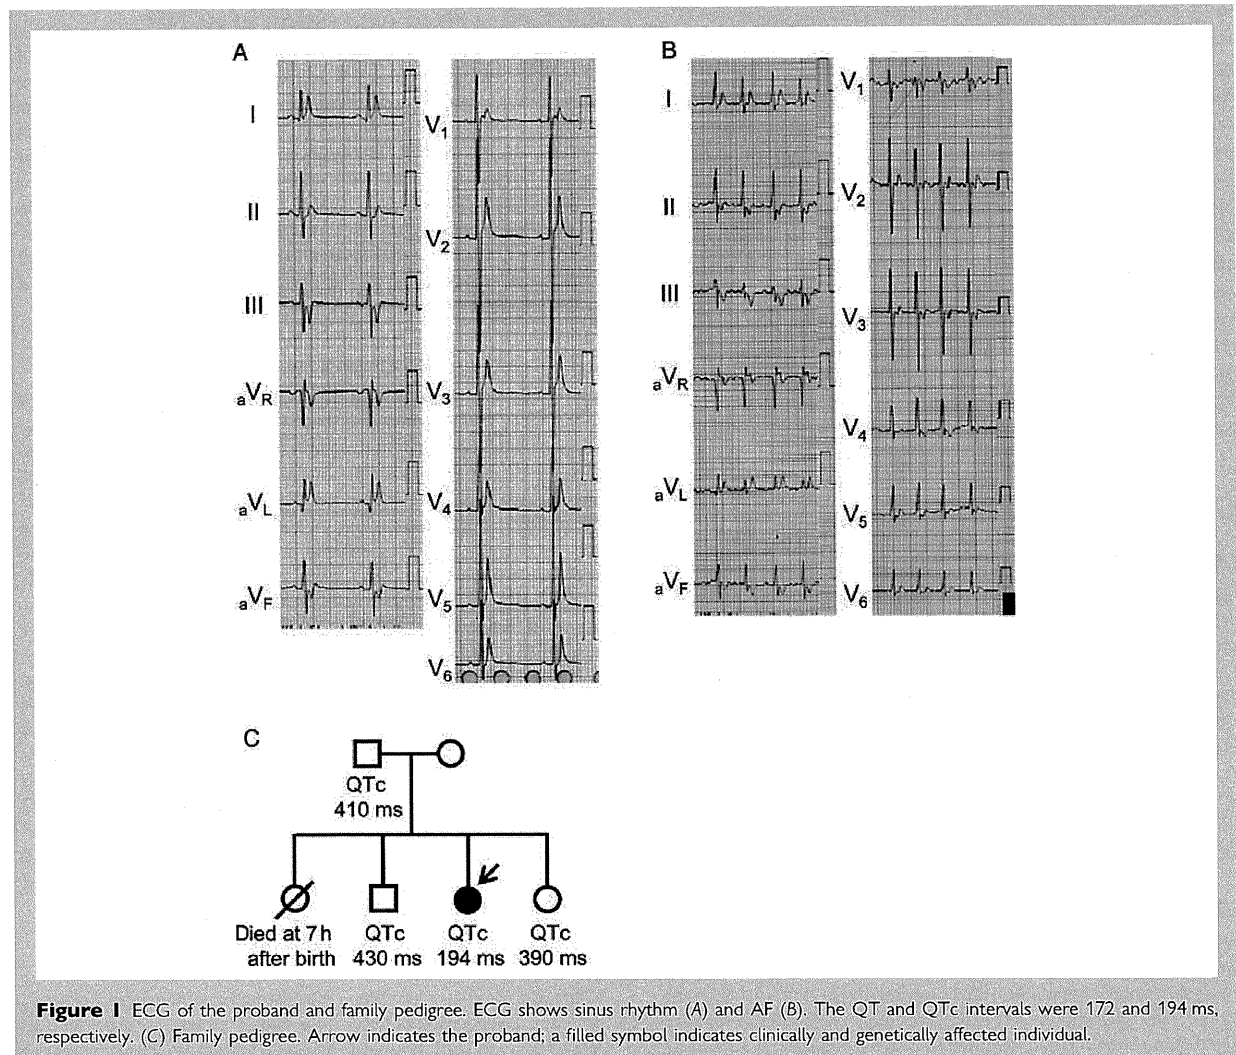 A
I
II
III
aVR
aVL
aVF
V1
V2
V3
V4
V5
V6
B
I
II
III
aVR
aVL
aVF
V1
V2
V3
V4
V5
V6
C
QTc
410 ms
Died at 7 h
after birth
QTc
430 ms
QTc
194 ms
QTc
390 ms
Figure 1 ECG of the proband and family pedigree. ECG shows sinus rhythm (A) and AF (B). The QT and QTc intervals were 172 and 194 ms,
respectively. (C) Family pedigree. Arrow indicates the proband; a filled symbol indicates clinically and genetically affected individual.